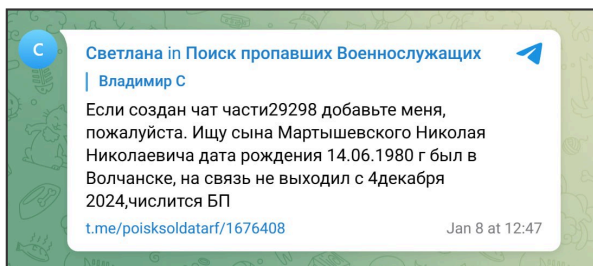 С
Светлана in Поиск пропавших Военнослужащих
Владимир С
Если создан чат части29298 добавьте меня,
пожалуйста. Ищу сына Мартышевского Николая
Николаевича дата рождения 14.06.1980 г был в
Волчанске, на связь не выходил с 4декабря
2024,числится БП
t.me/poisksoldatarf/1676408 Jan 8 at 12:47